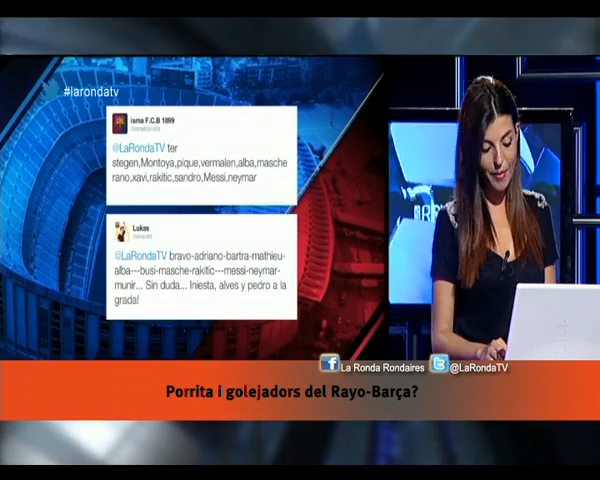 #larondatv
isma F.C.B 1899
@LaRondaTV ter
stegen,Montoya,pique,vermalen,alba,masche
rano,xavi,rakitic,sandro,Messi,neymar
Lukas
@LaRondaTV bravo-adriano-bartra-mathieu-
alba---busi-masche-rakitic---messi-neymar-
munir... Sin duda... Iniesta, alves y pedro a la
grada!
La Ronda Rondaires @LaRondaTV
Porrita i golejadors del Rayo-Barça?